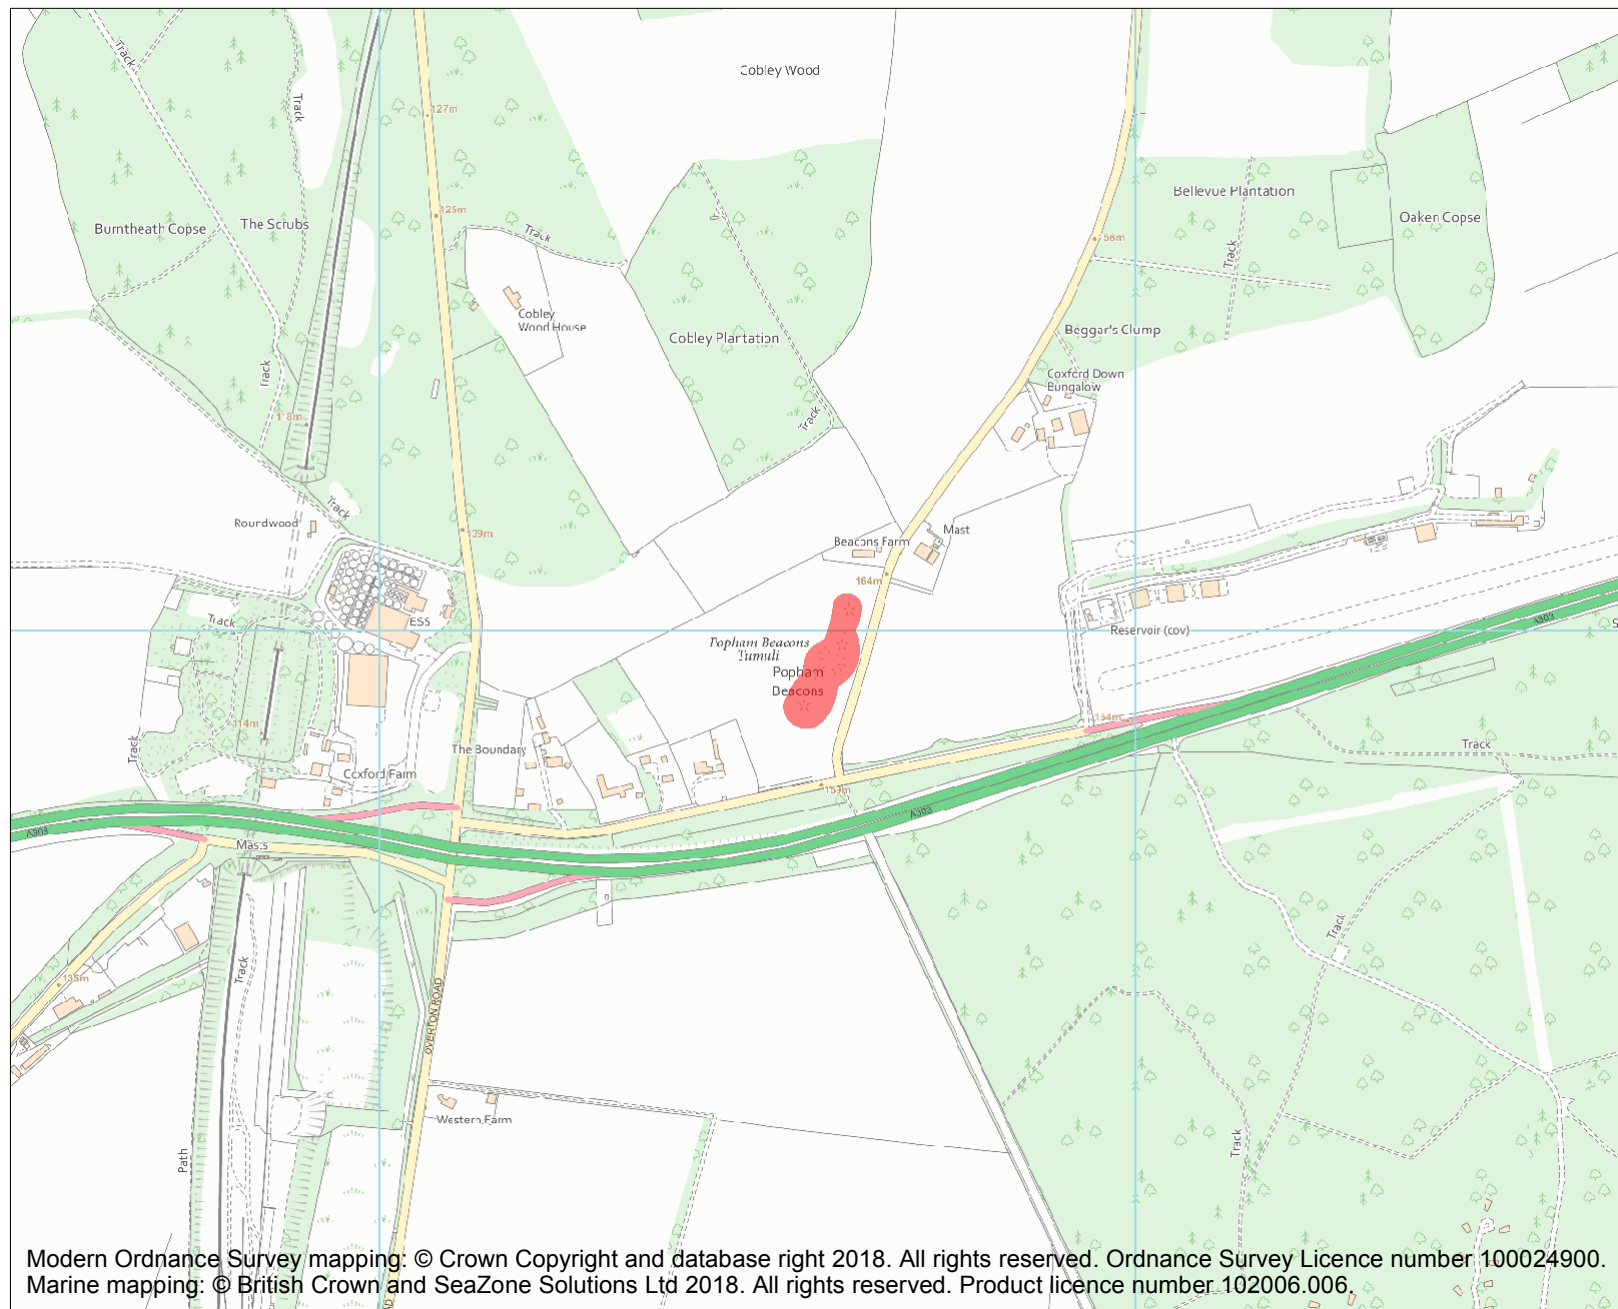 Cobley Wood
Track
Track
127m
Bellevue Plantation
125m
Oaken Copse
Burntheath Copse
The Scrubs
Track
158m
Track
Cobley
Wood House
Beggar's Clump
Cobley Plantation
Track
Coxford Down
Bungalow
118m
Track
Track
Roundwood
139m
Mast
Beacons Farm
164m
Track
ESS
Reservoir (cov)
A303
S
Popham Beacons
Tumuli
Popham
Beacons
114m
164m
Track
The Boundary
Track
Coxford Farm
159m
A303
A303
Masts
Track
Track
135m
OVERTON ROAD
Western Farm
Track
Path
Modern Ordnance Survey mapping: © Crown Copyright and database right 2018. All rights reserved. Ordnance Survey Licence number 100024900.
Marine mapping: © British Crown and SeaZone Solutions Ltd 2018. All rights reserved. Product licence number 102006.006.